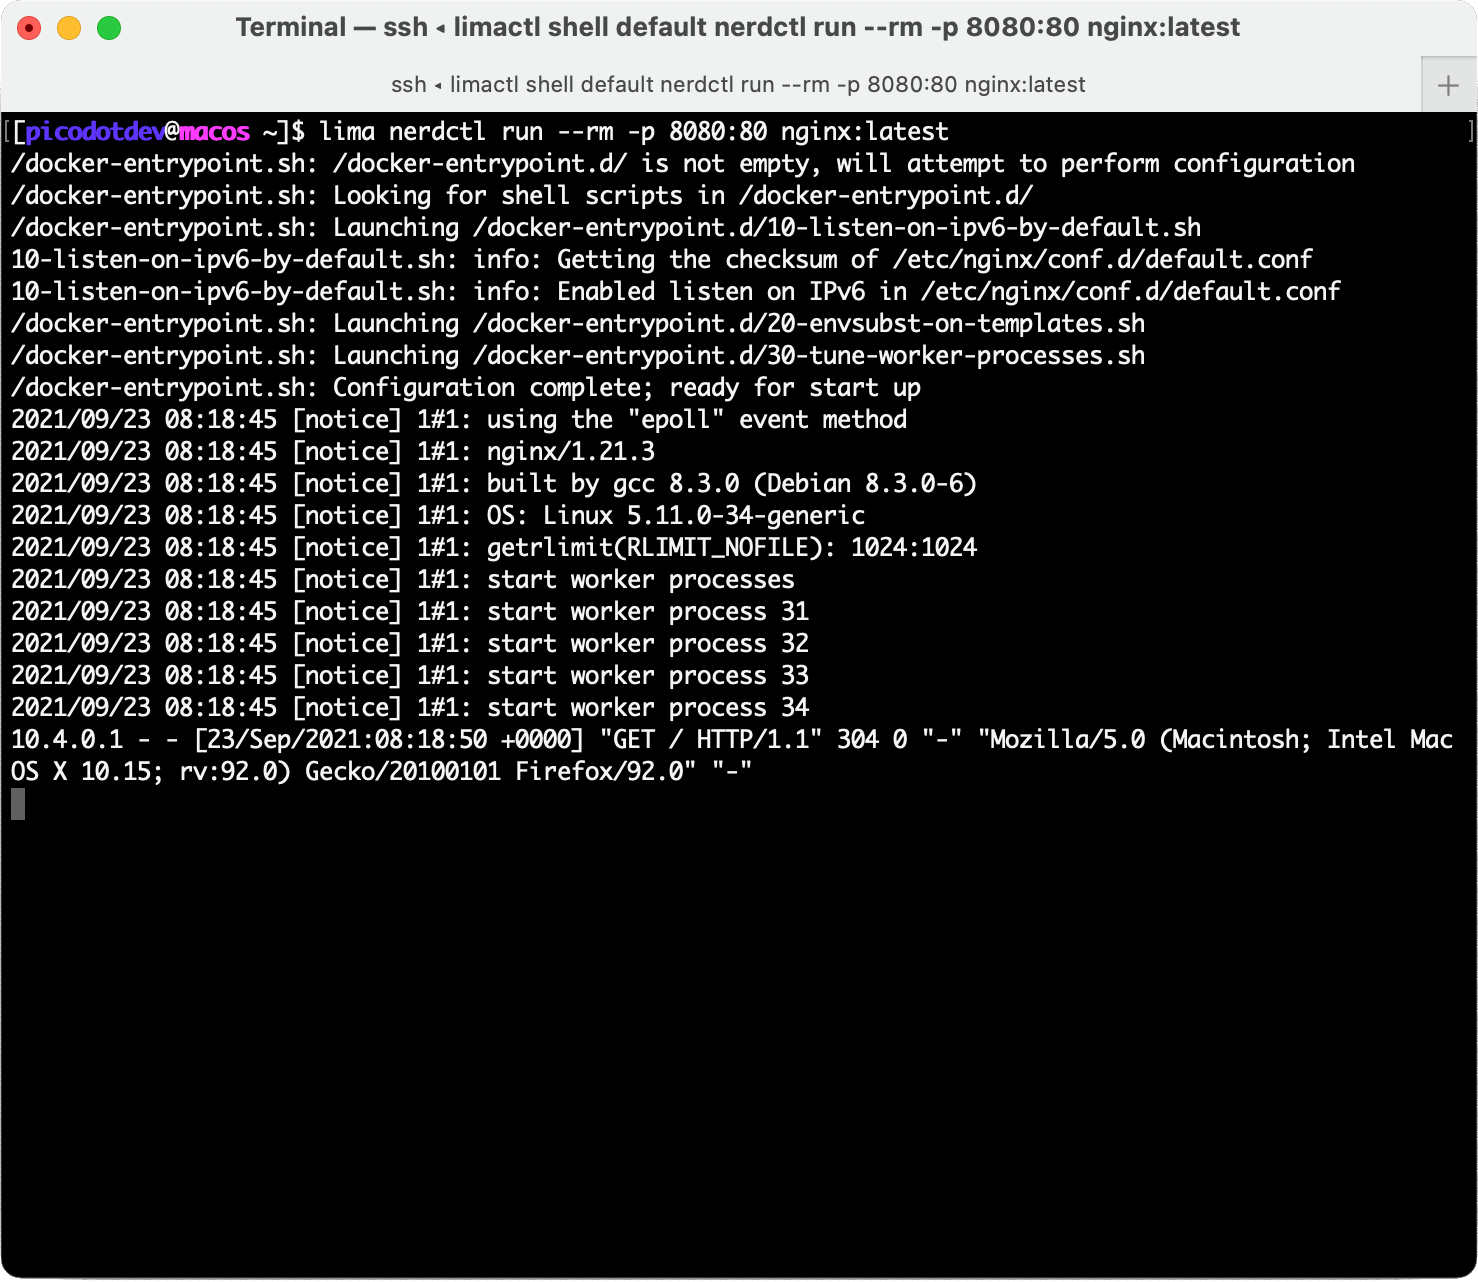 Terminal — ssh ◂ limactl shell default nerdctl run --rm -p 8080:80 nginx:latest
ssh ◂ limactl shell default nerdctl run --rm -p 8080:80 nginx:latest
[[picodotdev@macos ~]$ lima nerdctl run --rm -p 8080:80 nginx:latest ]
/docker-entrypoint.sh: /docker-entrypoint.d/ is not empty, will attempt to perform configuration
/docker-entrypoint.sh: Looking for shell scripts in /docker-entrypoint.d/
/docker-entrypoint.sh: Launching /docker-entrypoint.d/10-listen-on-ipv6-by-default.sh
10-listen-on-ipv6-by-default.sh: info: Getting the checksum of /etc/nginx/conf.d/default.conf
10-listen-on-ipv6-by-default.sh: info: Enabled listen on IPv6 in /etc/nginx/conf.d/default.conf
/docker-entrypoint.sh: Launching /docker-entrypoint.d/20-envsubst-on-templates.sh
/docker-entrypoint.sh: Launching /docker-entrypoint.d/30-tune-worker-processes.sh
/docker-entrypoint.sh: Configuration complete; ready for start up
2021/09/23 08:18:45 [notice] 1#1: using the "epoll" event method
2021/09/23 08:18:45 [notice] 1#1: nginx/1.21.3
2021/09/23 08:18:45 [notice] 1#1: built by gcc 8.3.0 (Debian 8.3.0-6)
2021/09/23 08:18:45 [notice] 1#1: OS: Linux 5.11.0-34-generic
2021/09/23 08:18:45 [notice] 1#1: getrlimit(RLIMIT_NOFILE): 1024:1024
2021/09/23 08:18:45 [notice] 1#1: start worker processes
2021/09/23 08:18:45 [notice] 1#1: start worker process 31
2021/09/23 08:18:45 [notice] 1#1: start worker process 32
2021/09/23 08:18:45 [notice] 1#1: start worker process 33
2021/09/23 08:18:45 [notice] 1#1: start worker process 34
10.4.0.1 - - [23/Sep/2021:08:18:50 +0000] "GET / HTTP/1.1" 304 0 "-" "Mozilla/5.0 (Macintosh; Intel Mac
OS X 10.15; rv:92.0) Gecko/20100101 Firefox/92.0" "-"